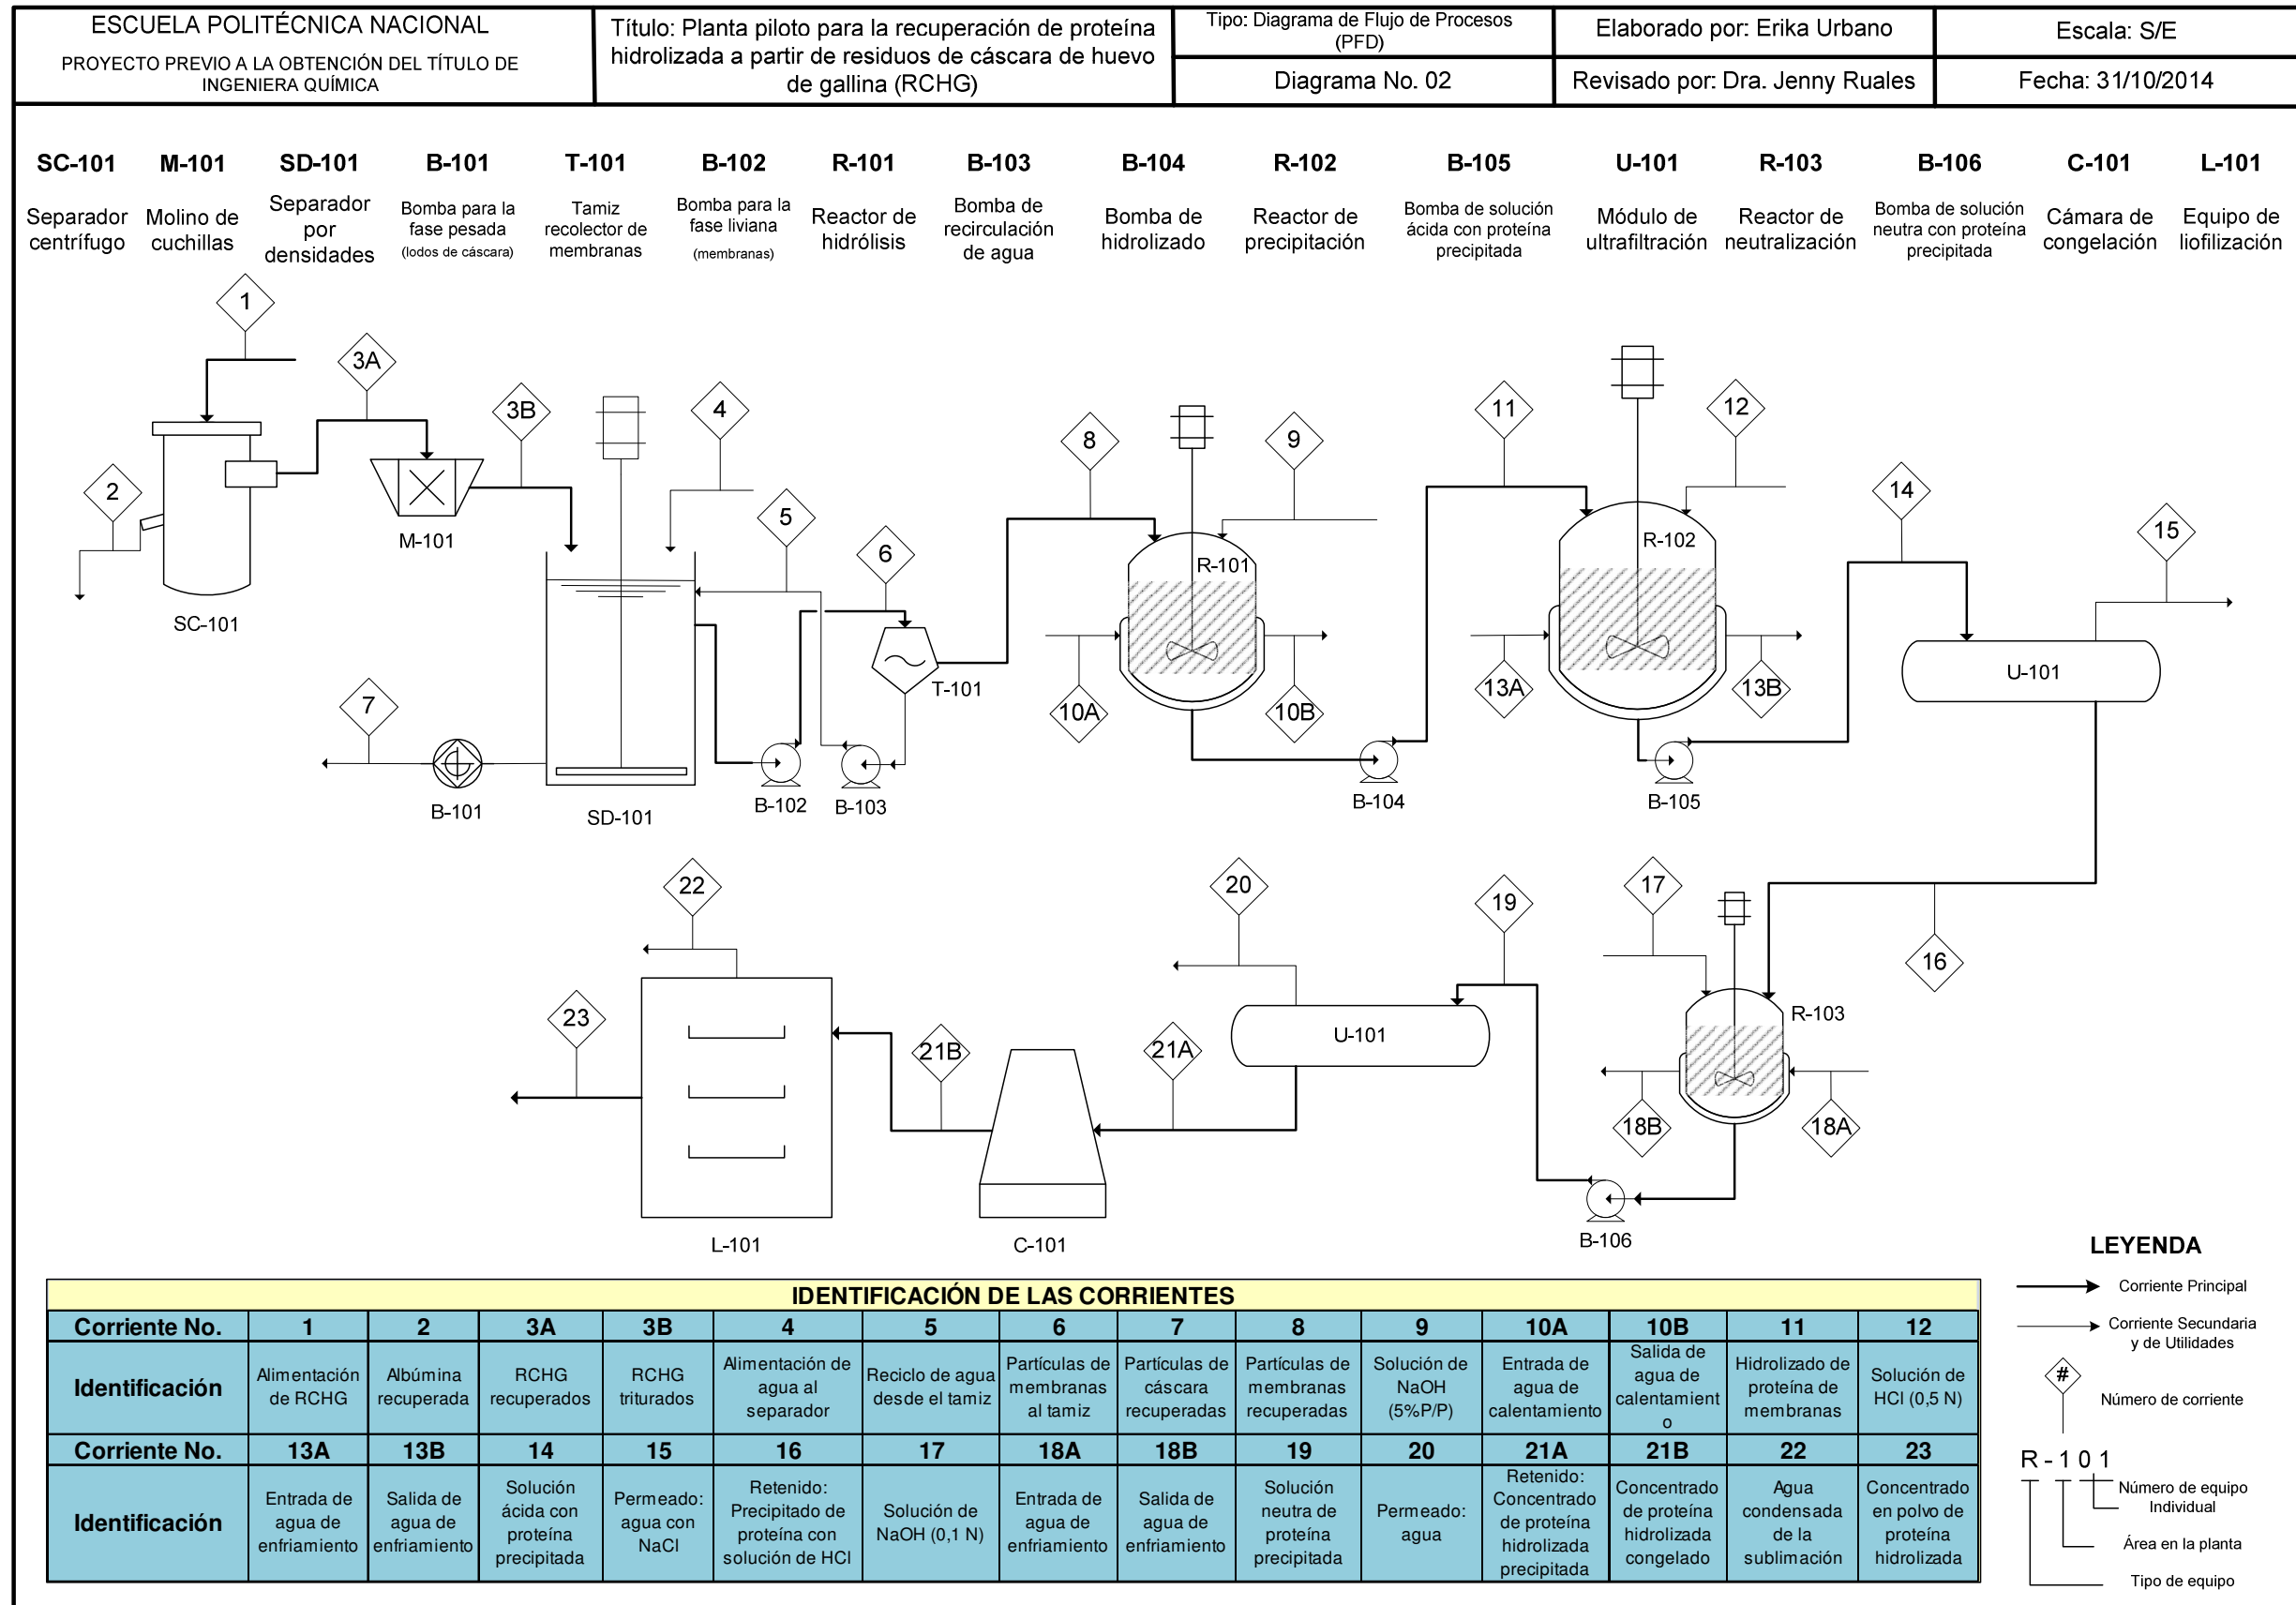 ESCUELA POLITÉCNICA NACIONAL
PROYECTO PREVIO A LA OBTENCIÓN DEL TÍTULO DE
INGENIERA QUÍMICA
Título: Planta piloto para la recuperación de proteína
hidrolizada a partir de residuos de cáscara de huevo
de gallina (RCHG)
Tipo: Diagrama de Flujo de Procesos
(PFD)
Diagrama No. 02
Elaborado por: Erika Urbano
Revisado por: Dra. Jenny Ruales
Escala: S/E
Fecha: 31/10/2014
SC-101
Separador
centrífugo
M-101
Molino de
cuchillas
SD-101
Separador
por
densidades
B-101
Bomba para la
fase pesada
(lodos de cáscara)
T-101
Tamiz
recolector de
membranas
B-102
Bomba para la
fase liviana
(membranas)
R-101
Reactor de
hidrólisis
B-103
Bomba de
recirculación
de agua
B-104
Bomba de
hidrolizado
R-102
Reactor de
precipitación
B-105
Bomba de solución
ácida con proteína
precipitada
U-101
Módulo de
ultrafiltración
R-103
Reactor de
neutralización
B-106
Bomba de solución
neutra con proteína
precipitada
C-101
Cámara de
congelación
L-101
Equipo de
liofilización
1
3A
3B
4
2
5
6
8
9
11
12
14
15
M-101
R-101
R-102
SC-101
U-101
T-101
7
10A
10B
13A
13B
B-101
SD-101
B-102
B-103
B-104
B-105
22
20
19
17
16
23
21B
21A
U-101
R-103
18B
18A
L-101
C-101
B-106
LEYENDA
Corriente Principal
Corriente Secundaria
y de Utilidades
#
Número de corriente
R - 1 0 1
Número de equipo
Individual
Área en la planta
Tipo de equipo
IDENTIFICACIÓN DE LAS CORRIENTES
Corriente No. 1 2 3A 3B 4 5 6 7 8 9 10A 10B 11 12
Identificación
Alimentación
de RCHG
Albúmina
recuperada
RCHG
recuperados
RCHG
triturados
Alimentación de
agua al
separador
Reciclo de agua
desde el tamiz
Partículas de
membranas
al tamiz
Partículas de
cáscara
recuperadas
Partículas de
membranas
recuperadas
Solución de
NaOH
(5%P/P)
Entrada de
agua de
calentamiento
Salida de
agua de
calentamient
o
Hidrolizado de
proteína de
membranas
Solución de
HCl (0,5 N)
Corriente No. 13A 13B 14 15 16 17 18A 18B 19 20 21A 21B 22 23
Identificación
Entrada de
agua de
enfriamiento
Salida de
agua de
enfriamiento
Solución
ácida con
proteína
precipitada
Permeado:
agua con
NaCl
Retenido:
Precipitado de
proteína con
solución de HCl
Solución de
NaOH (0,1 N)
Entrada de
agua de
enfriamiento
Salida de
agua de
enfriamiento
Solución
neutra de
proteína
precipitada
Permeado:
agua
Retenido:
Concentrado
de proteína
hidrolizada
precipitada
Concentrado
de proteína
hidrolizada
congelado
Agua
condensada
de la
sublimación
Concentrado
en polvo de
proteína
hidrolizada